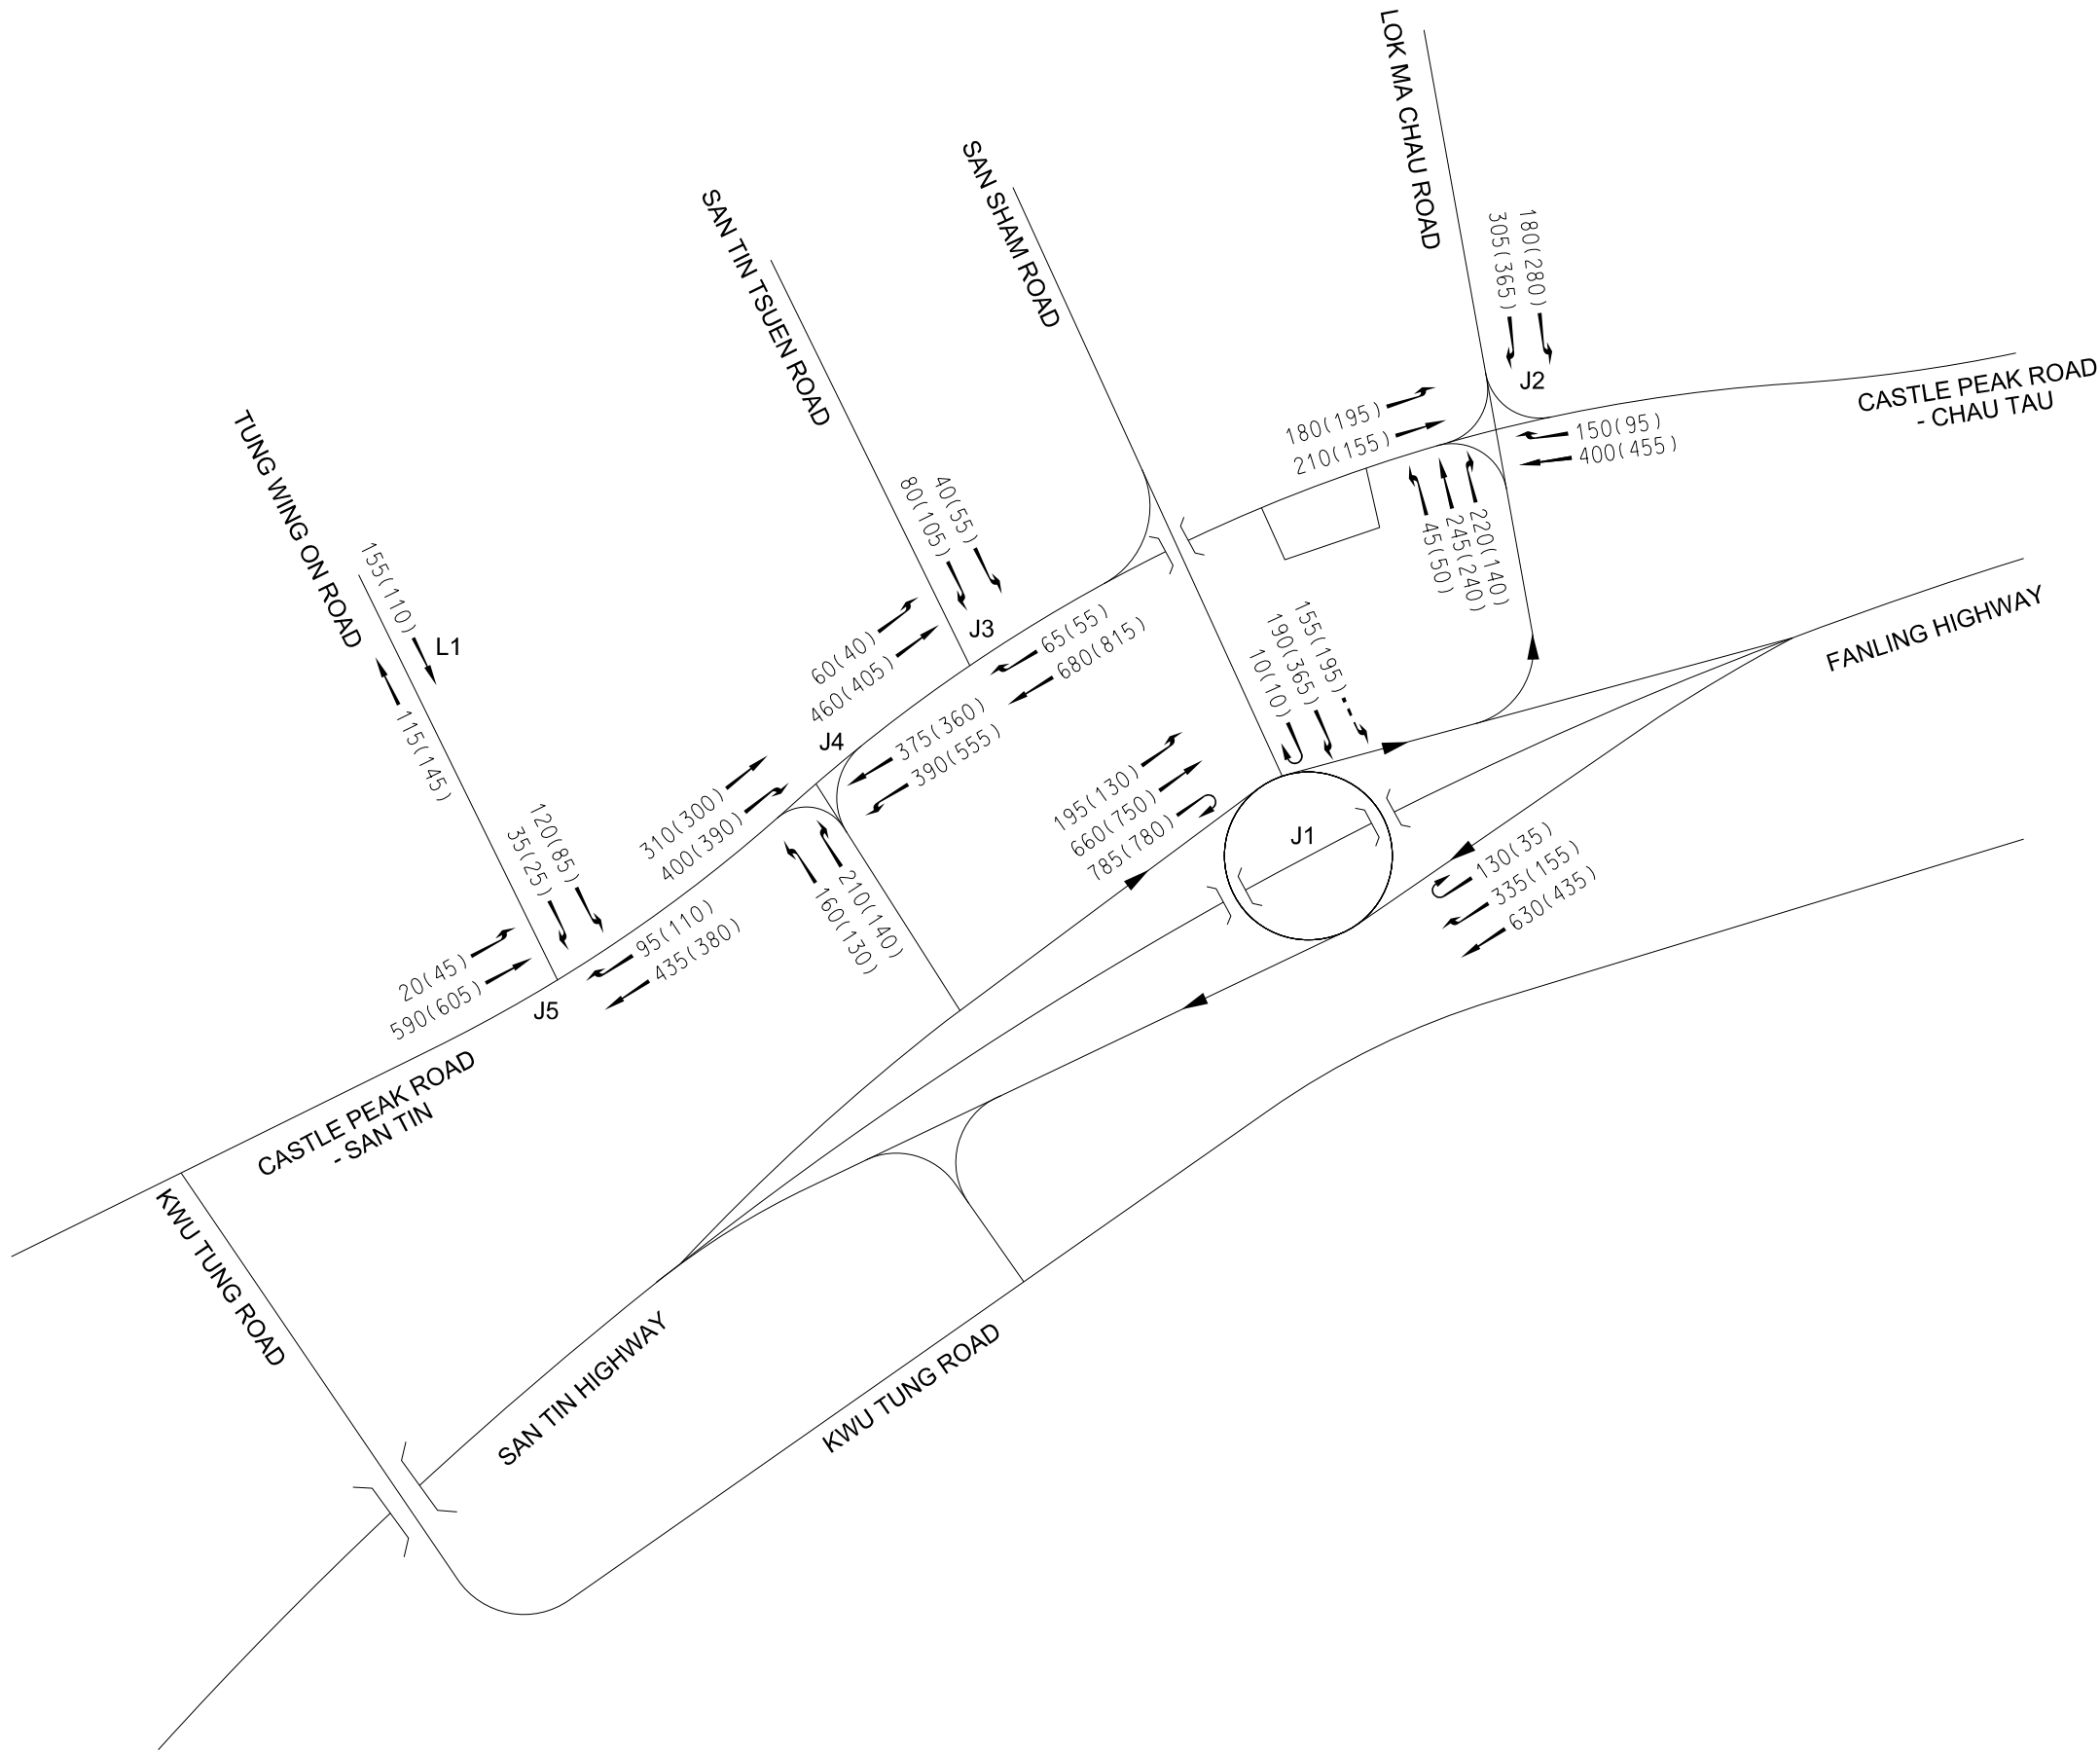 LOK MA CHAU ROAD
SAN SHAM ROAD
SAN TIN TSUEN ROAD
180(280)
305(365)
J2
CASTLE PEAK ROAD
- CHAU TAU
180(195)
210(155)
150(95)
400(455)
TUNG WING ON ROAD
40(55)
80(105)
220(140)
245(240)
45(50)
155(110)
L1
115(145)
J3
60(40)
460(405)
65(55)
680(815)
155(195)
190(365)
10(10)
FANLING HIGHWAY
J4
375(360)
390(555)
310(300)
400(390)
195(130)
660(750)
785(780)
J1
120(85)
35(25)
130(35)
335(155)
630(435)
210(140)
160(130)
95(110)
435(380)
20(45)
590(605)
J5
CASTLE PEAK ROAD
- SAN TIN
KWU TUNG ROAD
SAN TIN HIGHWAY
KWU TUNG ROAD